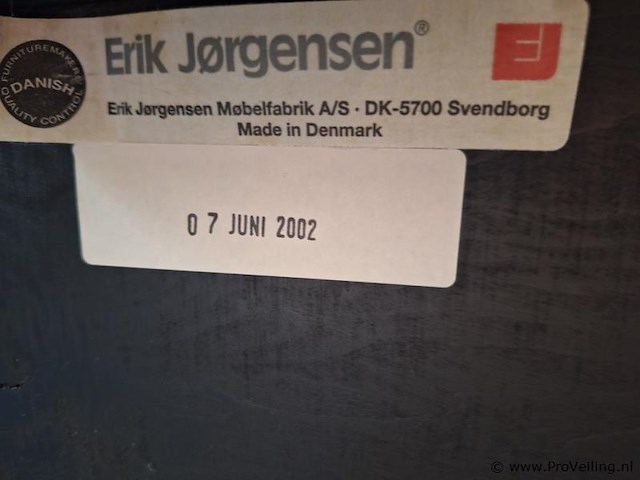 FURNITUREMAKERS
DANISH
QUALITY CONTROL
Erik Jørgensen®
EJ
Erik Jørgensen Møbelfabrik A/S · DK-5700 Svendborg
Made in Denmark
0 7 JUNI 2002
© www.ProVeiling.nl